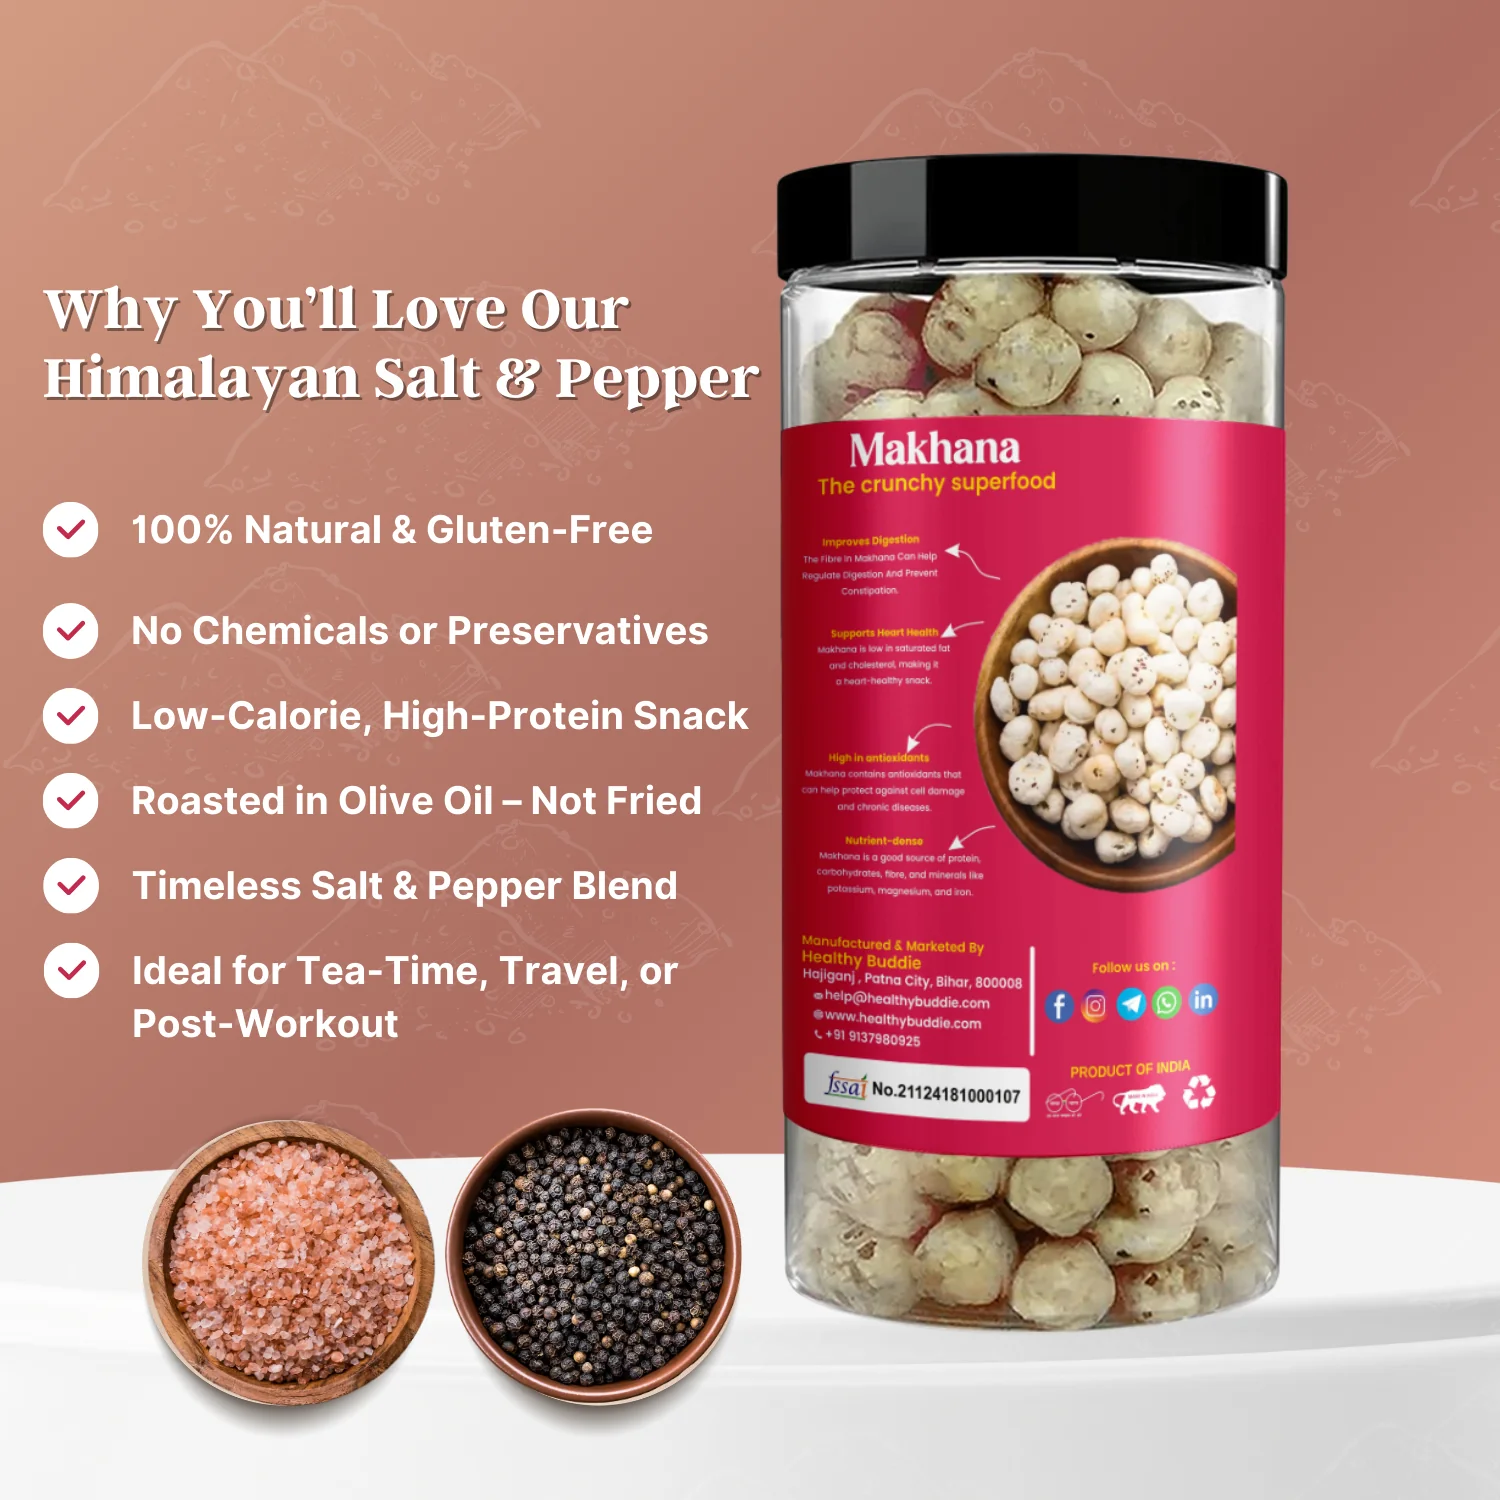 Why You'll Love Our
Himalayan Salt & Pepper
100% Natural & Gluten-Free
No Chemicals or Preservatives
Low-Calorie, High-Protein Snack
Roasted in Olive Oil – Not Fried
Timeless Salt & Pepper Blend
Ideal for Tea-Time, Travel, or
Post-Workout
Makhana
The crunchy superfood
Improves Digestion
The Fibre In Makhana Can Help
Regulate Digestion And Prevent
Constipation.
Supports Heart Health
Makhana is low in saturated fat
and cholesterol, making it
a heart-healthy snack.
High in antioxidants
Makhana contains antioxidants that
can help protect against cell damage
and chronic diseases.
Nutrient-dense
Makhana is a good source of protein,
carbohydrates, fibre, and minerals like
potassium, magnesium, and iron.
Manufactured & Marketed By
Healthy Buddie
Hajiganj , Patna City, Bihar, 800008
help@healthybuddie.com
www.healthybuddie.com
+91 9137980925
fssai No.21124181000107
Follow us on :
f
in
PRODUCT OF INDIA
MAKE IN INDIA